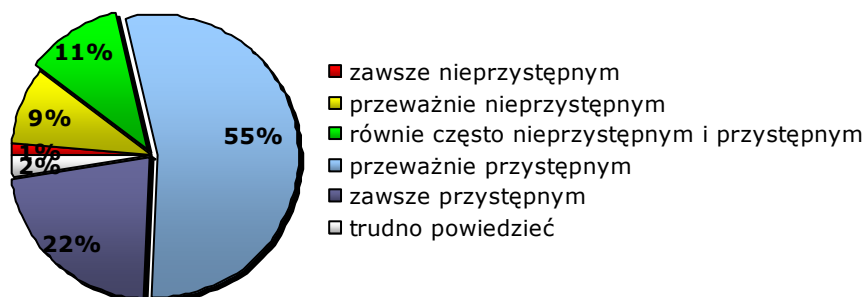 11%
9%
55%
1%
2%
22%
zawsze nieprzystępnym
przeważnie nieprzystępnym
równie często nieprzystępnym i przystępnym
przeważnie przystępnym
zawsze przystępnym
trudno powiedzieć